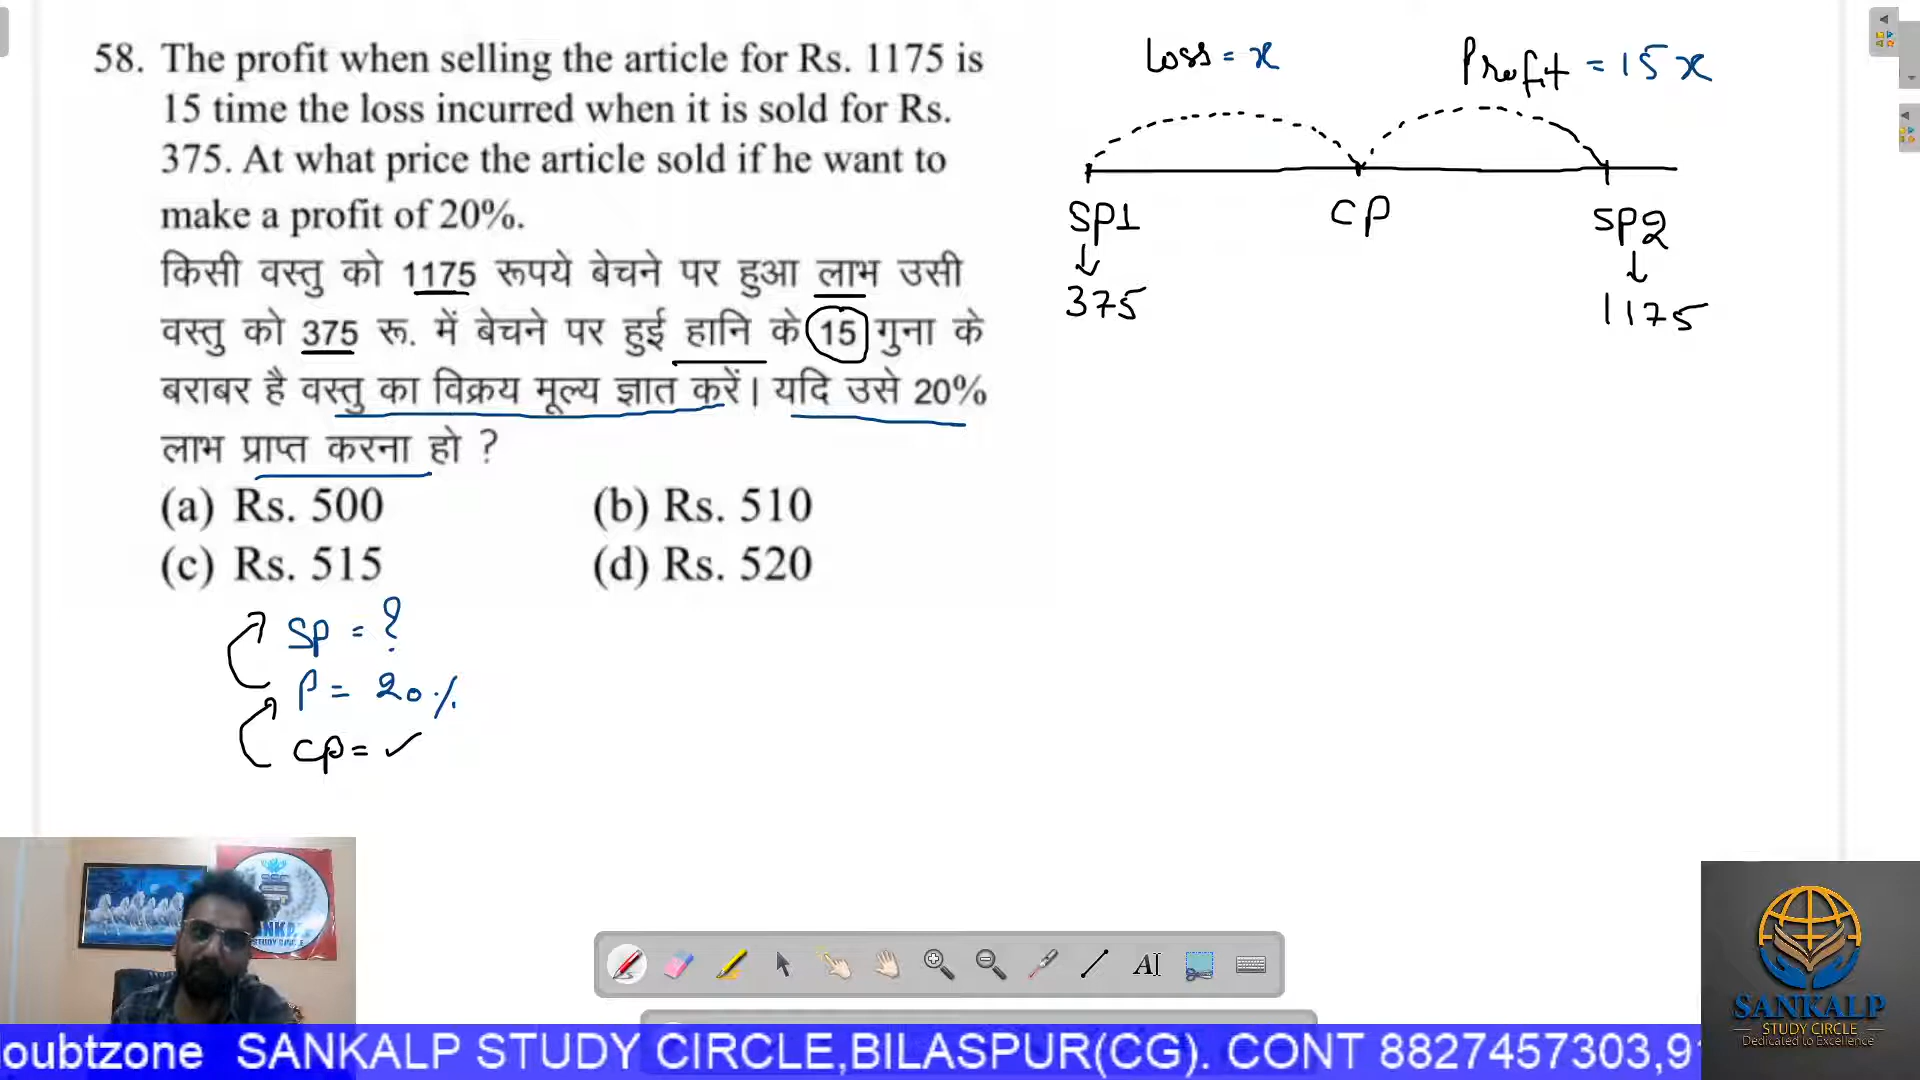 58. The profit when selling the article for Rs. 1175 is
15 time the loss incurred when it is sold for Rs.
375. At what price the article sold if he want to
make a profit of 20%.
किसी वस्तु को 1175 रूपये बेचने पर हुआ लाभ उसी
वस्तु को 375 रू. में बेचने पर हुई हानि के 15 गुना के
बराबर है वस्तु का विक्रय मूल्य ज्ञात करें। यदि उसे 20%
लाभ प्राप्त करना हो ?
(a) Rs. 500 (b) Rs. 510
(c) Rs. 515 (d) Rs. 520
SP = ?
P = 20%
CP = ✓
Loss = x Profit = 15x
SP1 CP SP2
375 1175
SANKALP
STUDY CIRCLE
Dedicated to Excellence
oubtzone SANKALP STUDY CIRCLE,BILASPUR(CG). CONT 8827457303,91